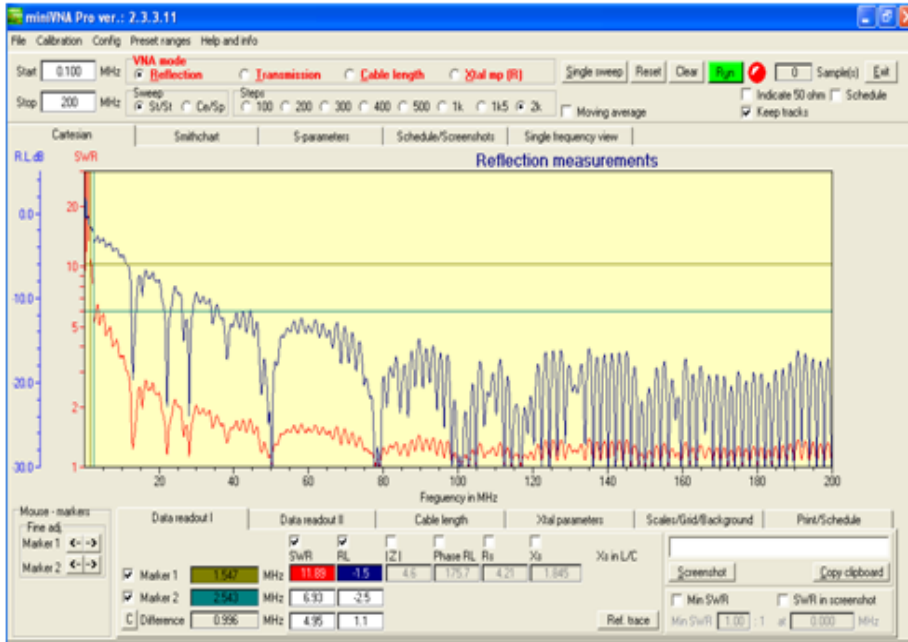 miniVNA Pro ver.: 2.3.3.11
File Calibration Config Preset ranges Help and info
VNA mode
Start 0.100 MHz Reflection Transmission Cable length Xtal mp (R) Single sweep Reset Clear Run 0 Sample(s) Exit
Sweep Steps Indicate 50 ohm Schedule
Stop 200 MHz St/St Ce/Sp 100 200 300 400 500 1k 1k5 2k Moving average Keep tracks
Cartesian Smithchart S-parameters Schedule/Screenshots Single frequency view
R.L dB SWR Reflection measurements
20
0.0
10
-10.0
5
-20.0
2
-30.0 1
20 40 60 80 100 120 140 160 180 200
Frequency in MHz
Mouse - markers Data readout I Data readout II Cable length Xtal parameters Scales/Grid/Background Print/Schedule
Fine adj.
Marker 1 <- -> SWR RL |Z| Phase RL Rs Xs Xs in L/C
Marker 2 <- -> Marker 1 1.547 MHz 11.89 -1.5 4.6 175.7 4.21 1.845 Screenshot Copy clipboard
Marker 2 2.543 MHz 6.93 -2.5 Min SWR SWR in screenshot
C Difference 0.996 MHz 4.95 1.1 Ref. trace Min SWR 1.00 : 1 at 0.000 MHz